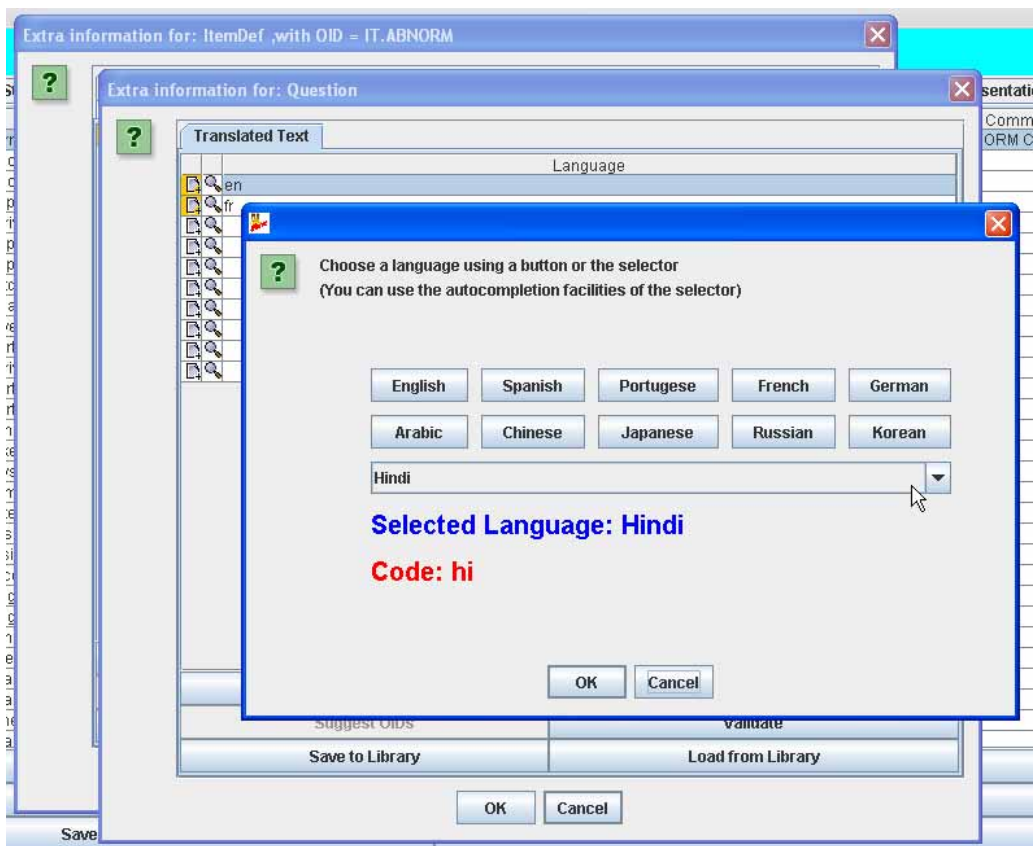 Extra information for: ItemDef ,with OID = IT.ABNORM
Extra information for: Question
Translated Text
Language
en
fr
Choose a language using a button or the selector
(You can use the autocompletion facilities of the selector)
English Spanish Portugese French German
Arabic Chinese Japanese Russian Korean
Hindi
Selected Language: Hindi
Code: hi
OK Cancel
Suggest OIDs Validate
Save to Library Load from Library
OK Cancel
Save
sentati
Comm
ORM C